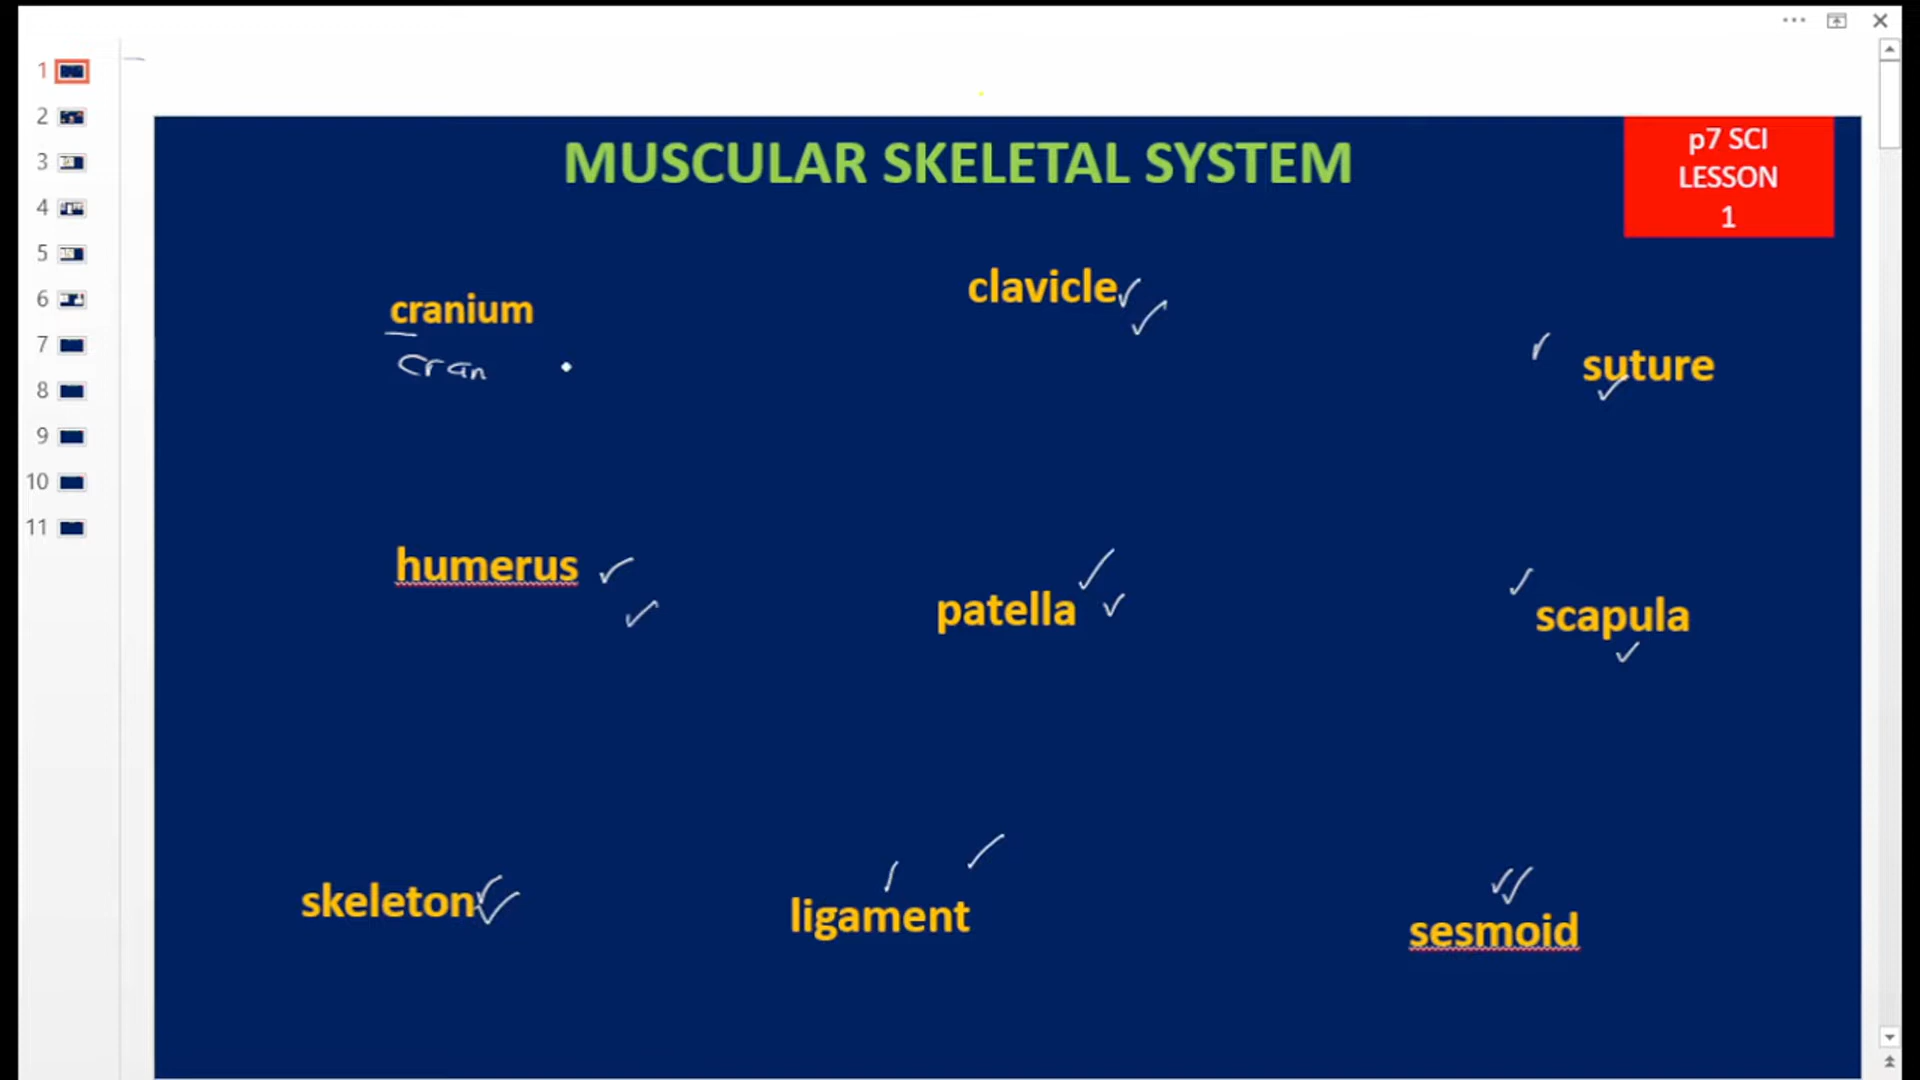 1
2
3
4
5
6
7
8
9
10
11
MUSCULAR SKELETAL SYSTEM
p7 SCI
LESSON
1
cranium
cran
clavicle
suture
humerus
patella
scapula
skeleton
ligament
sesmoid